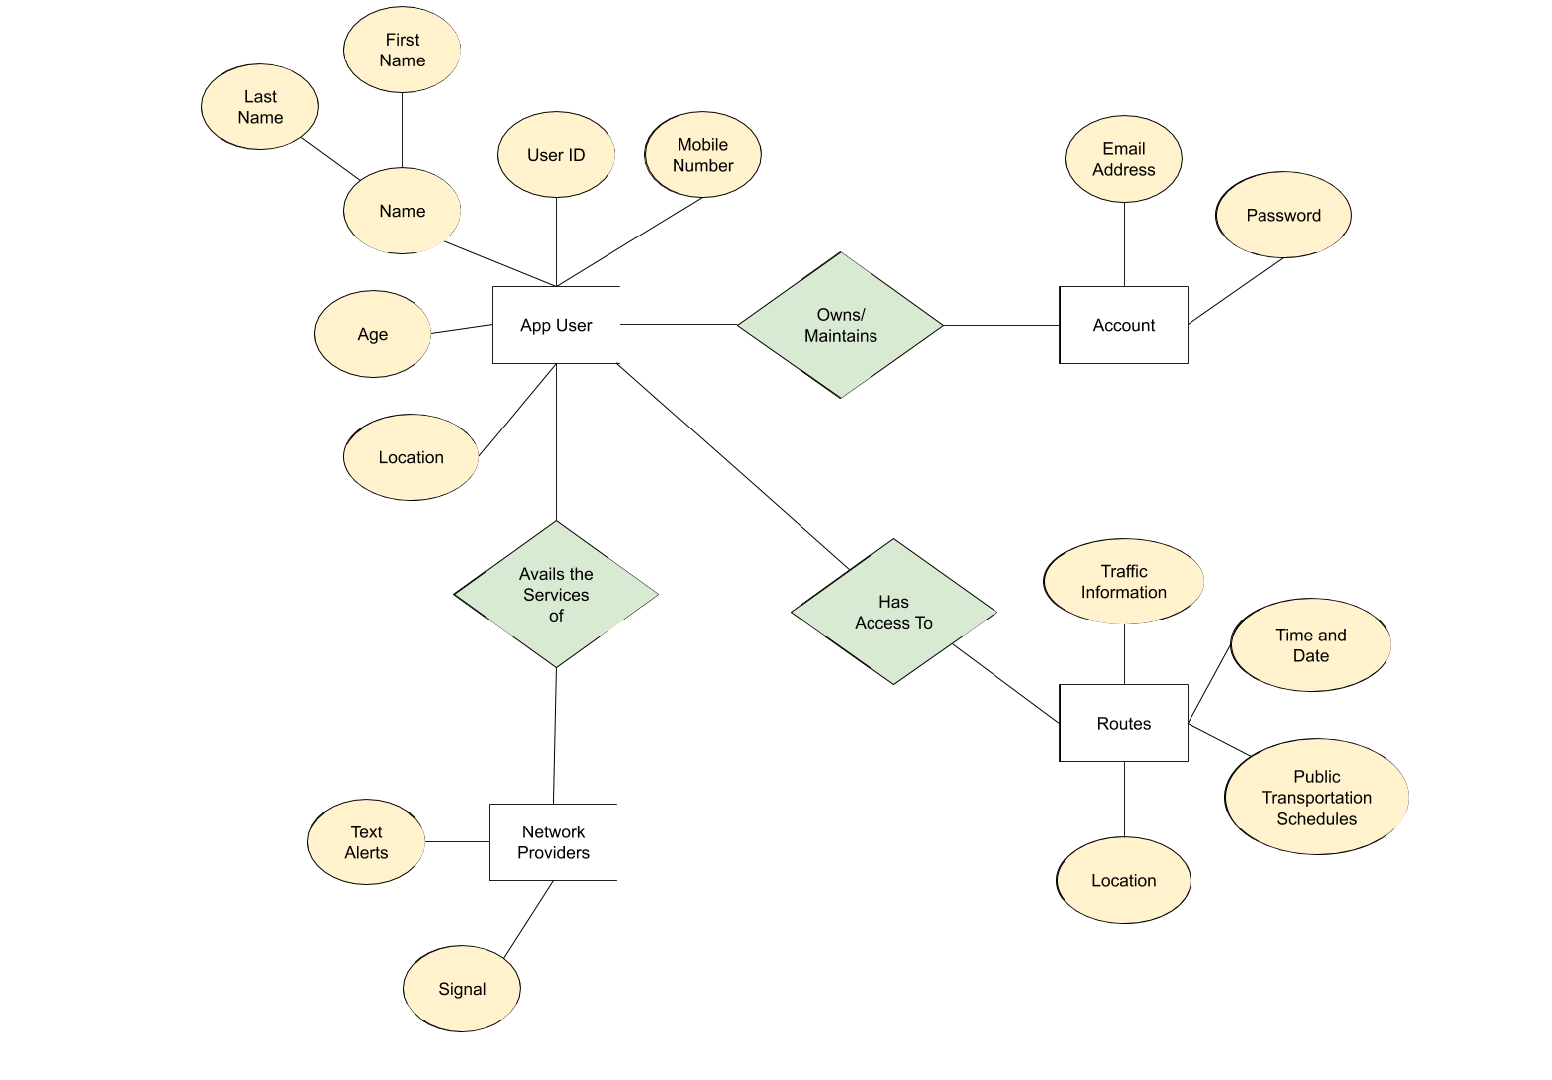 First
Name
Last
Name
User ID
Mobile
Number
Email
Address
Name
Password
Age
App User
Owns/
Maintains
Account
Location
Avails the
Services
of
Has
Access To
Traffic
Information
Time and
Date
Routes
Public
Transportation
Schedules
Text
Alerts
Network
Providers
Location
Signal